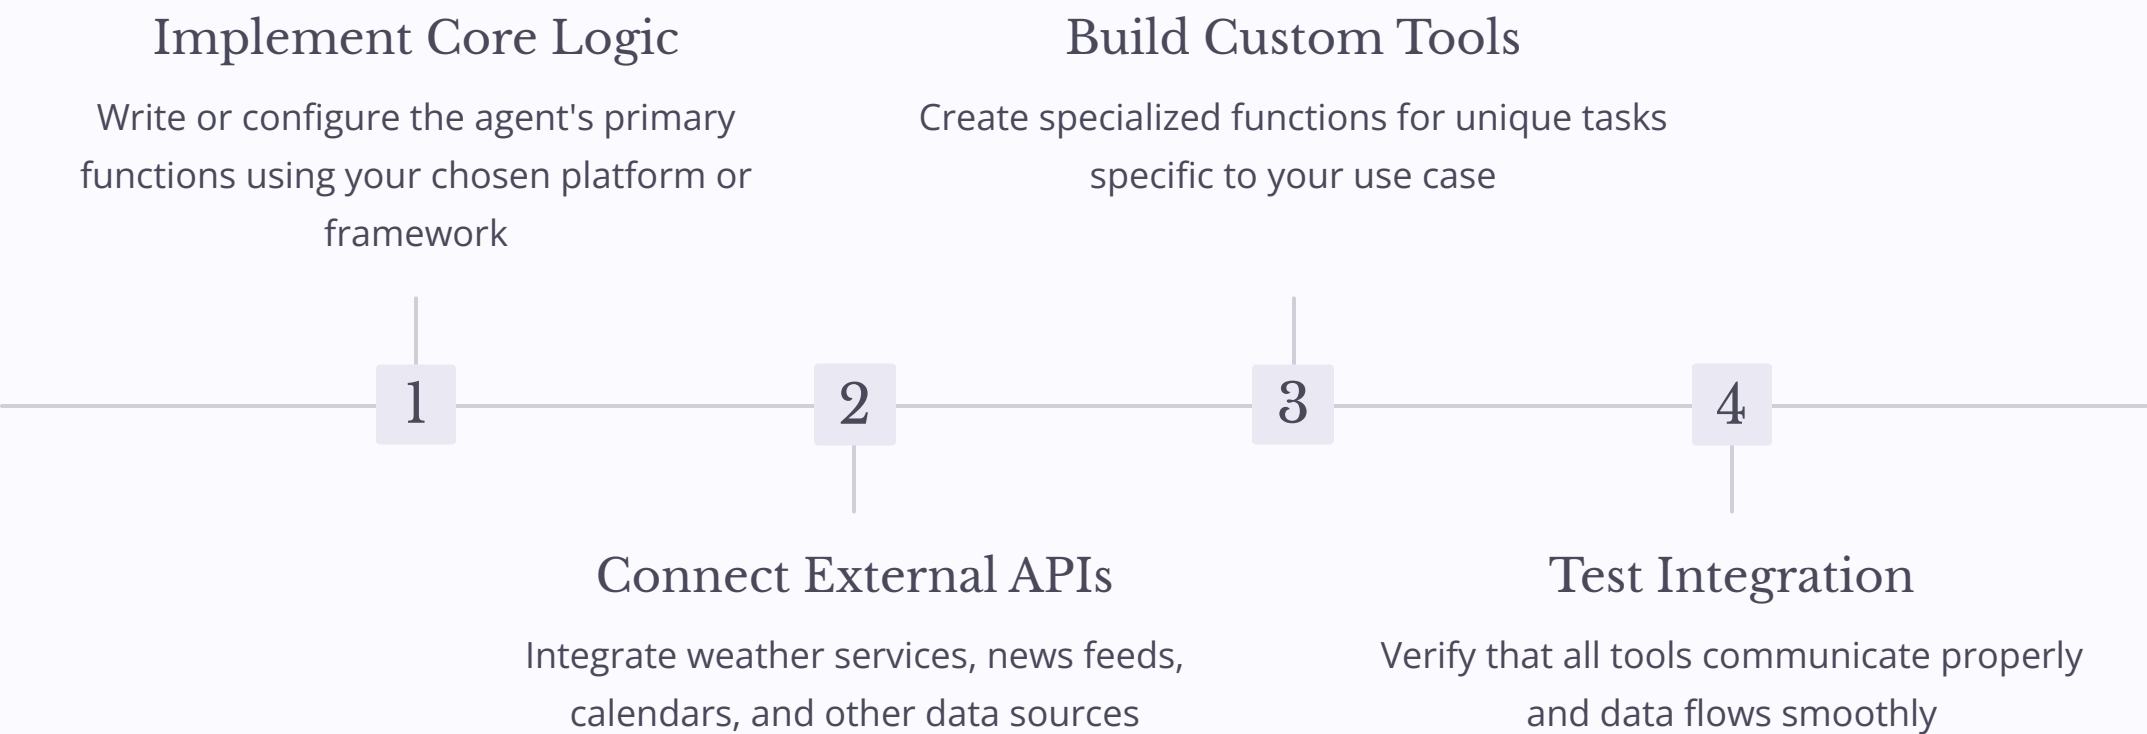 Implement Core Logic
Write or configure the agent's primary
functions using your chosen platform or
framework
1
Connect External APIs
Integrate weather services, news feeds,
calendars, and other data sources
2
Build Custom Tools
Create specialized functions for unique tasks
specific to your use case
3
Test Integration
Verify that all tools communicate properly
and data flows smoothly
4